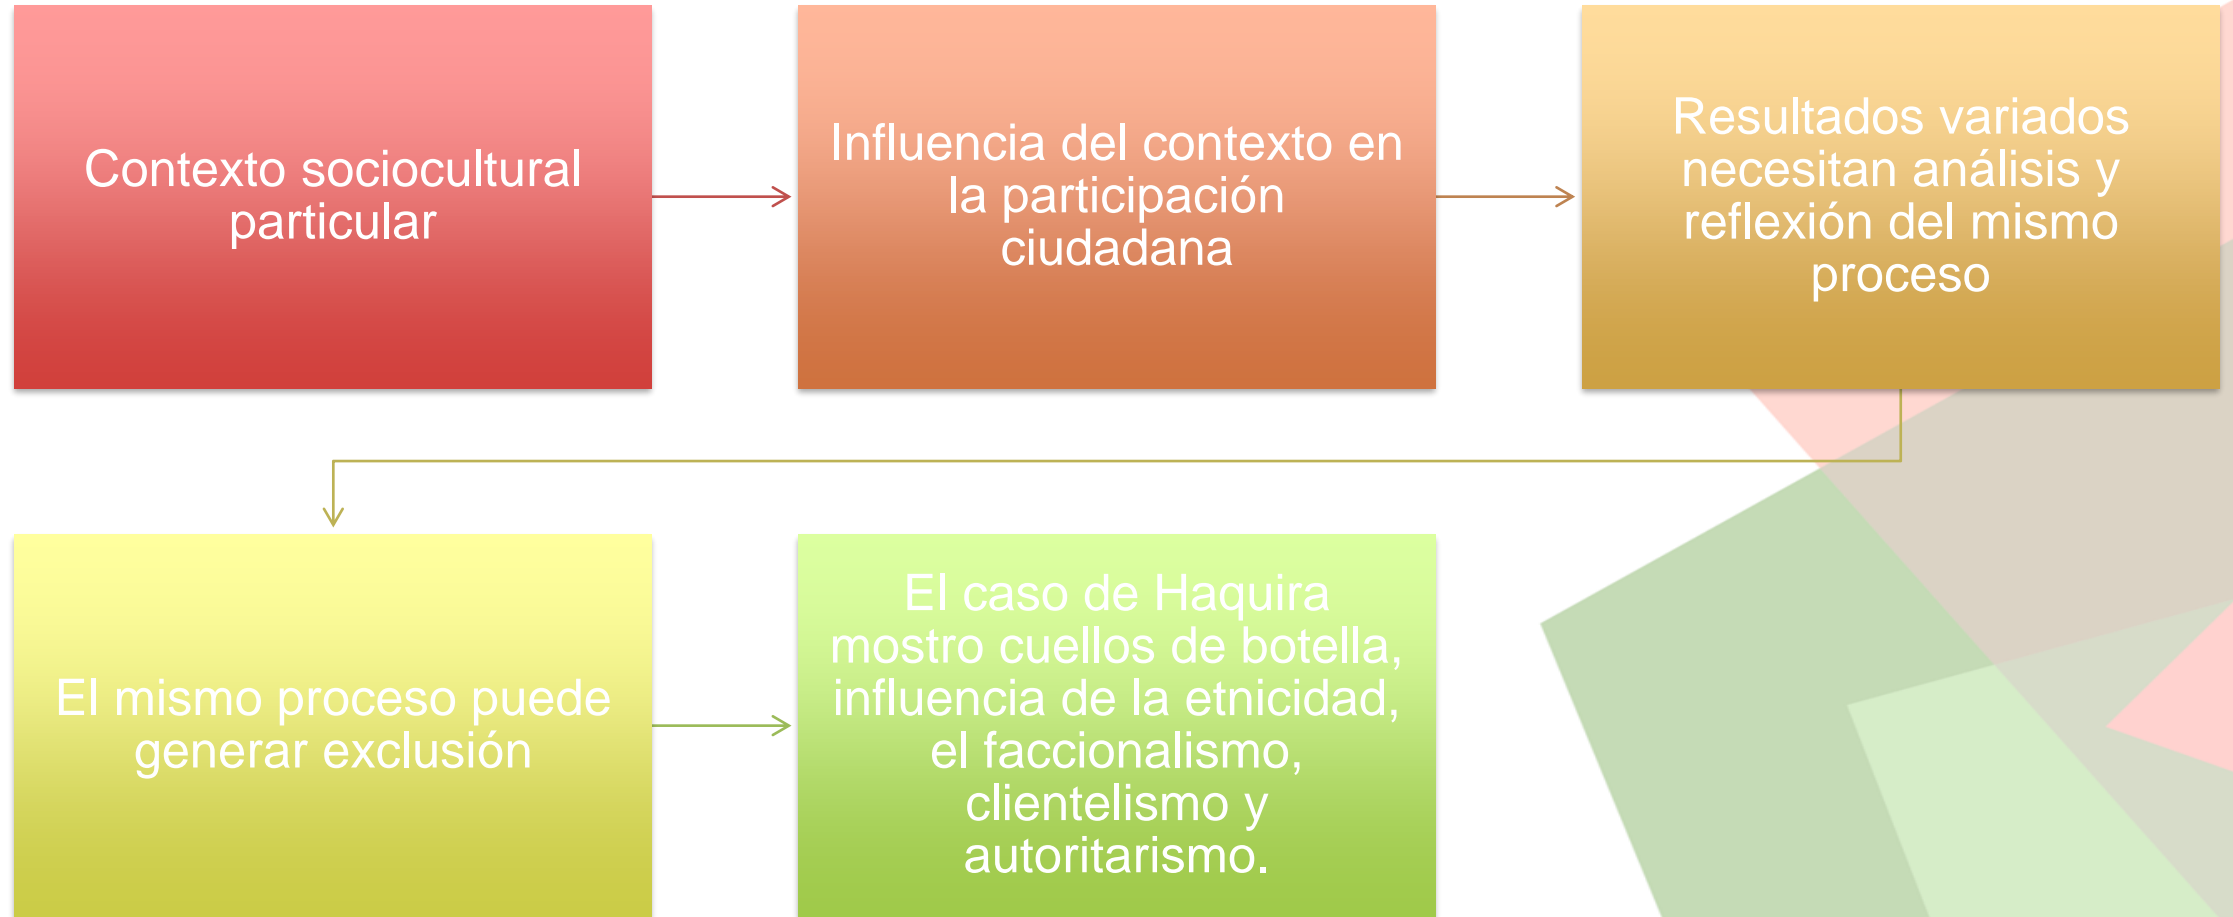 Contexto sociocultural
particular
Influencia del contexto en
la participación
ciudadana
Resultados variados
necesitan análisis y
reflexión del mismo
proceso
El mismo proceso puede
generar exclusión
El caso de Haquira
mostro cuellos de botella,
influencia de la etnicidad,
el faccionalismo,
clientelismo y
autoritarismo.